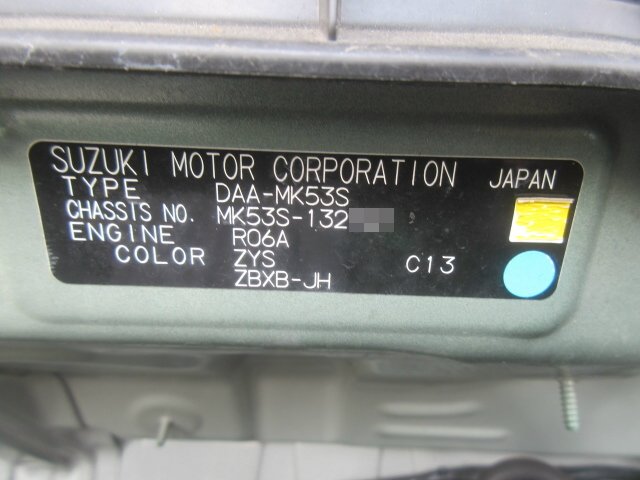 SUZUKI MOTOR CORPORATION JAPAN
TYPE DAA-MK53S
CHASSIS NO. MK53S-132
ENGINE R06A
COLOR ZYS C13
ZBXB-JH